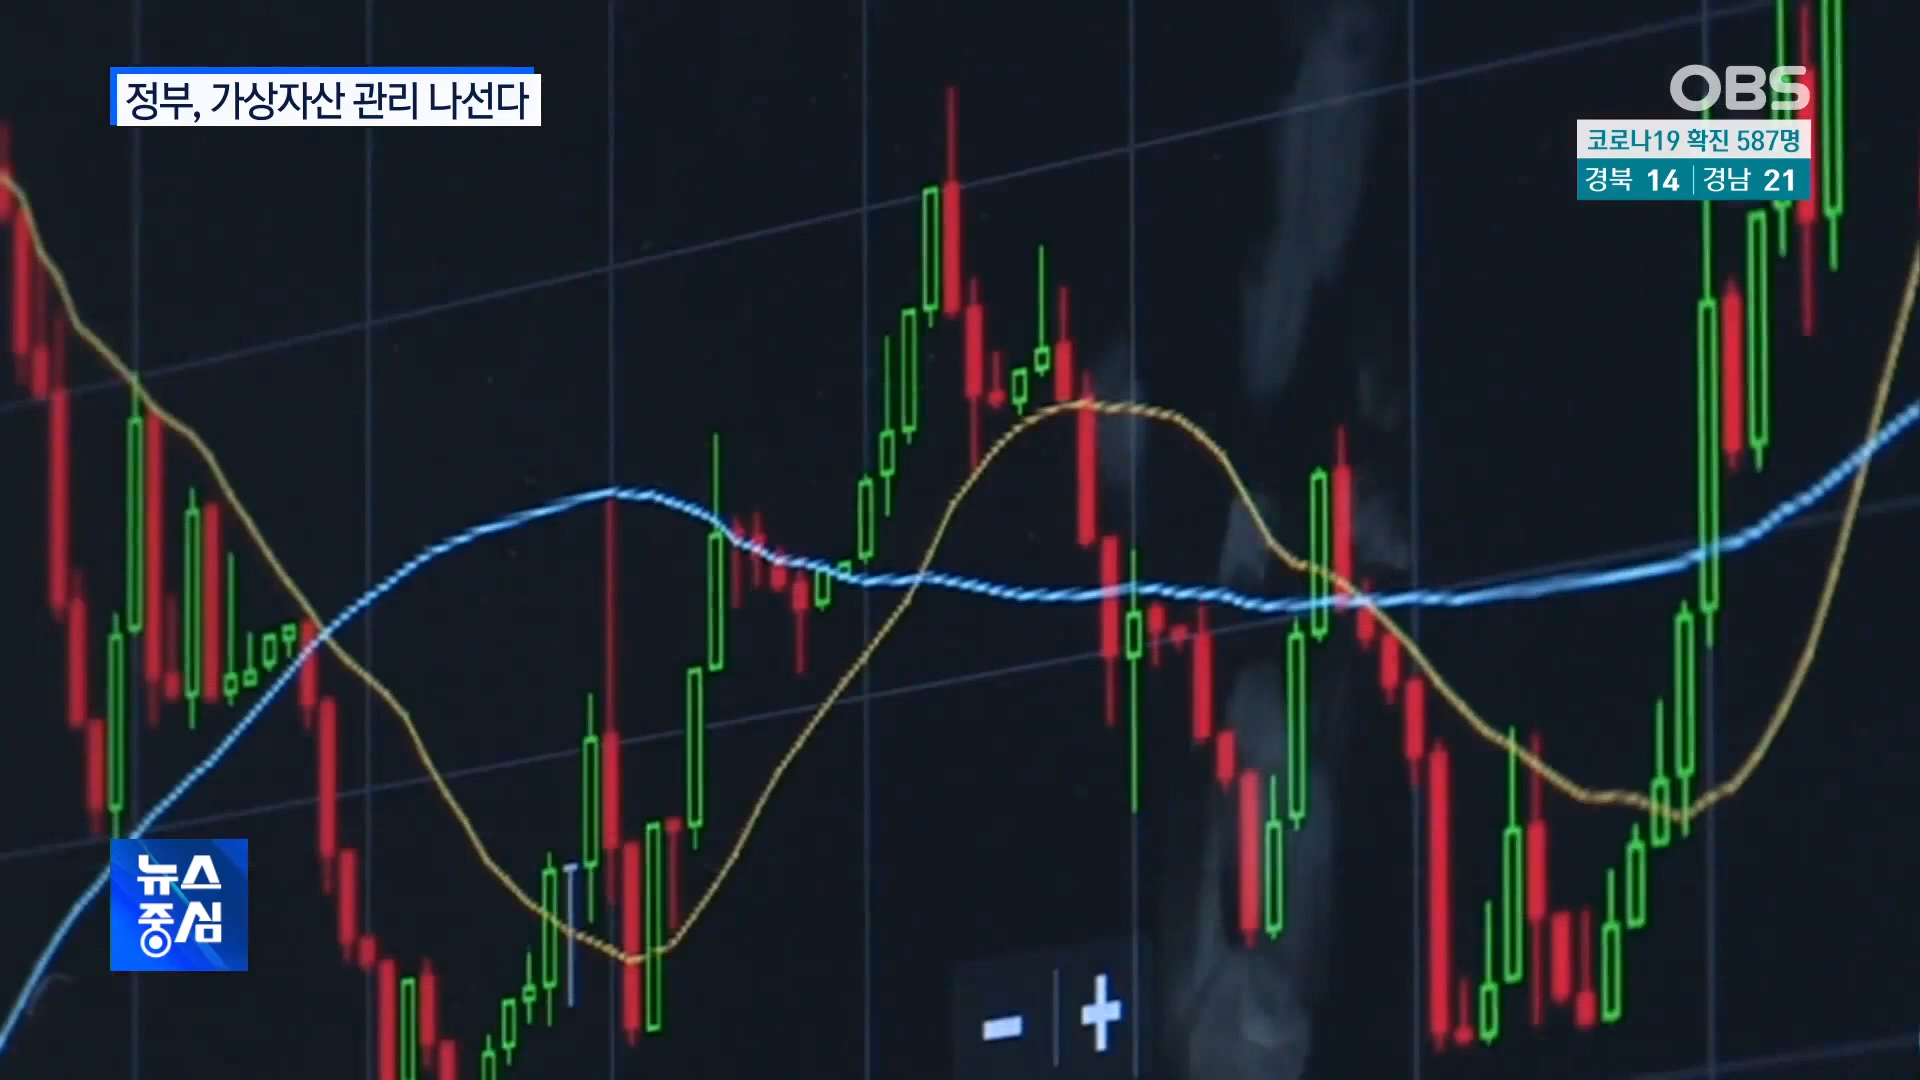 정부, 가상자산 관리 나선다
OBS
코로나19 확진 587명
경북 14 | 경남 21
뉴스
중심
- +